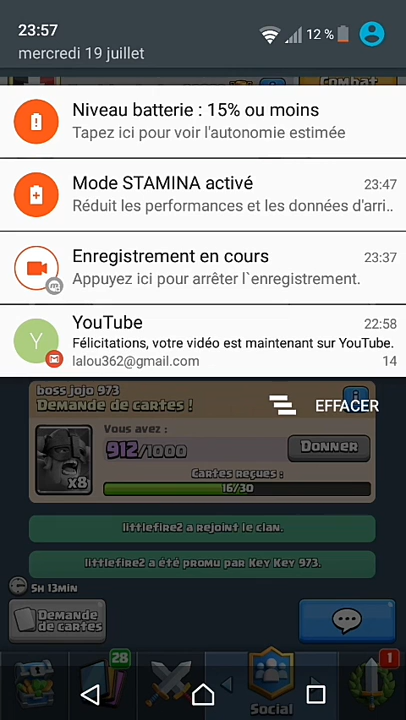 23:57
12 %
mercredi 19 juillet
Combat
Niveau batterie : 15% ou moins
Tapez ici pour voir l'autonomie estimée
Mode STAMINA activé
23:47
Réduit les performances et les données d'arri..
Enregistrement en cours
23:37
Appuyez ici pour arrêter l`enregistrement.
Y
YouTube
22:58
Félicitations, votre vidéo est maintenant sur YouTube.
lalou362@gmail.com
14
boss jojo 973
Demande de cartes !
EFFACER
Vous avez :
912/1000
Donner
x8
Cartes reçues :
16/30
littlefire2 a rejoint le clan.
littlefire2 a été promu par Key Key 973.
5h 13min
Demande
de cartes
28
1
Social